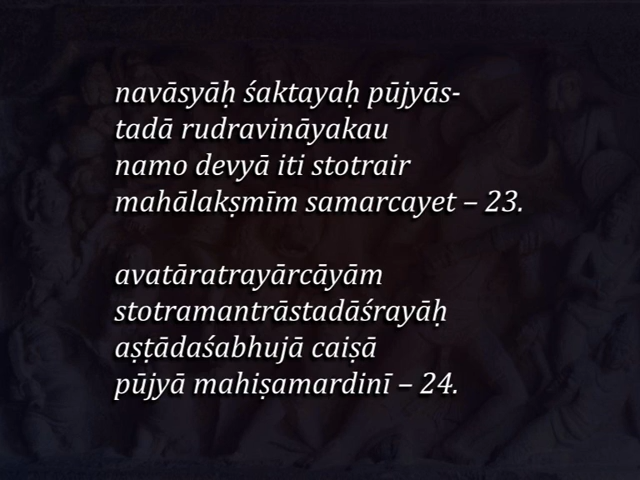 navāsyāḥ śaktayaḥ pūjyās-
tadā rudravināyakau
namo devyā iti stotrair
mahālakṣmīm samarcayet – 23.
avatāratrayārcāyām
stotramantrāstadāśrayāḥ
aṣṭādaśabhujā caiṣā
pūjyā mahiṣamardinī – 24.